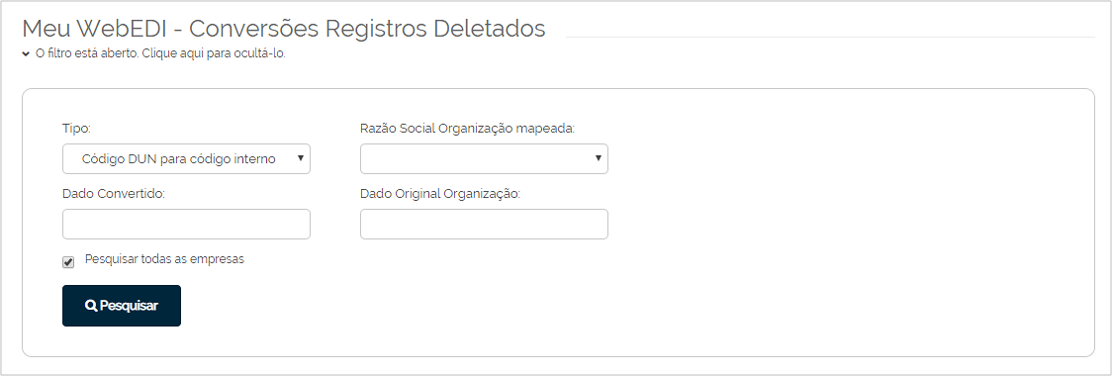 Meu WebEDI - Conversões Registros Deletados
O filtro está aberto. Clique aqui para ocultá-lo.
Tipo:
Razão Social Organização mapeada:
Código DUN para código interno
Dado Convertido:
Dado Original Organização:
Pesquisar todas as empresas
Pesquisar